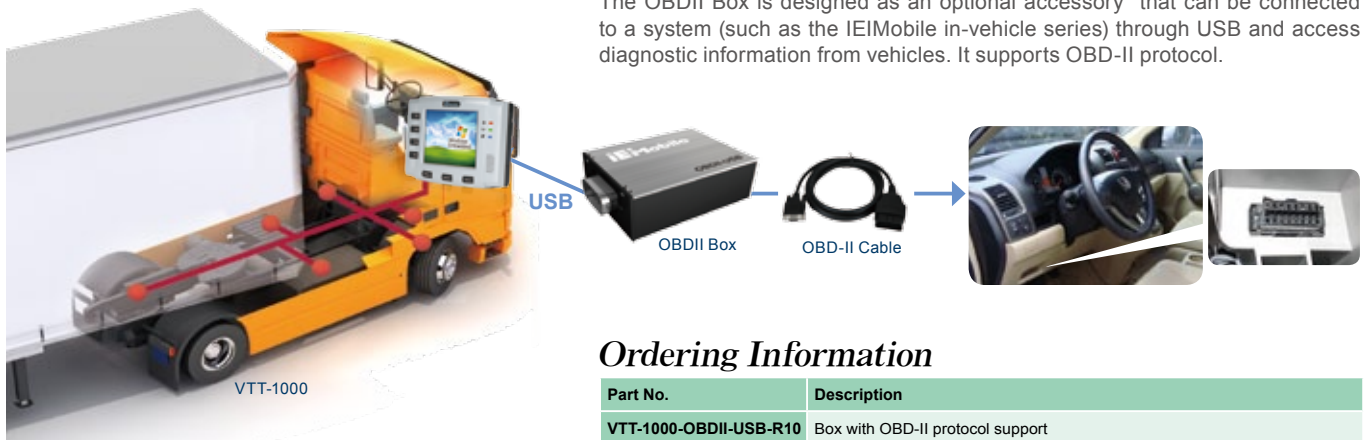 The OBDII Box is designed as an optional accessory that can be connected
to a system (such as the IEIMobile in-vehicle series) through USB and access
diagnostic information from vehicles. It supports OBD-II protocol.
USB
iEiMobile
OBDII-USB
OBDII Box
OBD-II Cable
VTT-1000
Ordering Information
Part No. Description
VTT-1000-OBDII-USB-R10 Box with OBD-II protocol support